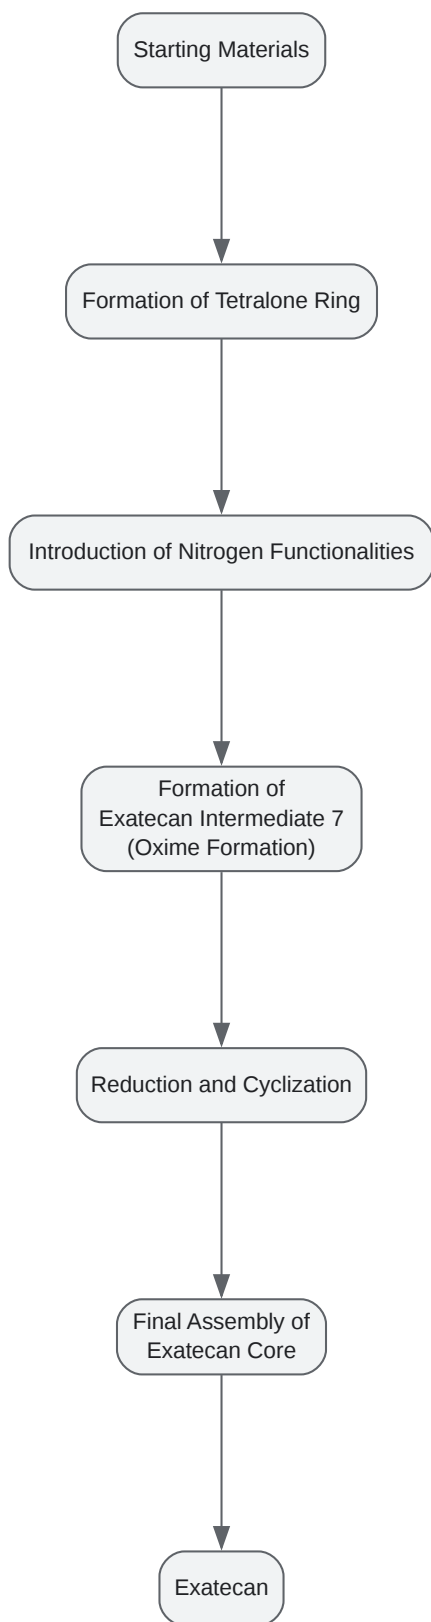 Starting Materials
Formation of Tetralone Ring
Introduction of Nitrogen Functionalities
Formation of
Exatecan Intermediate 7
(Oxime Formation)
Reduction and Cyclization
Final Assembly of
Exatecan Core
Exatecan